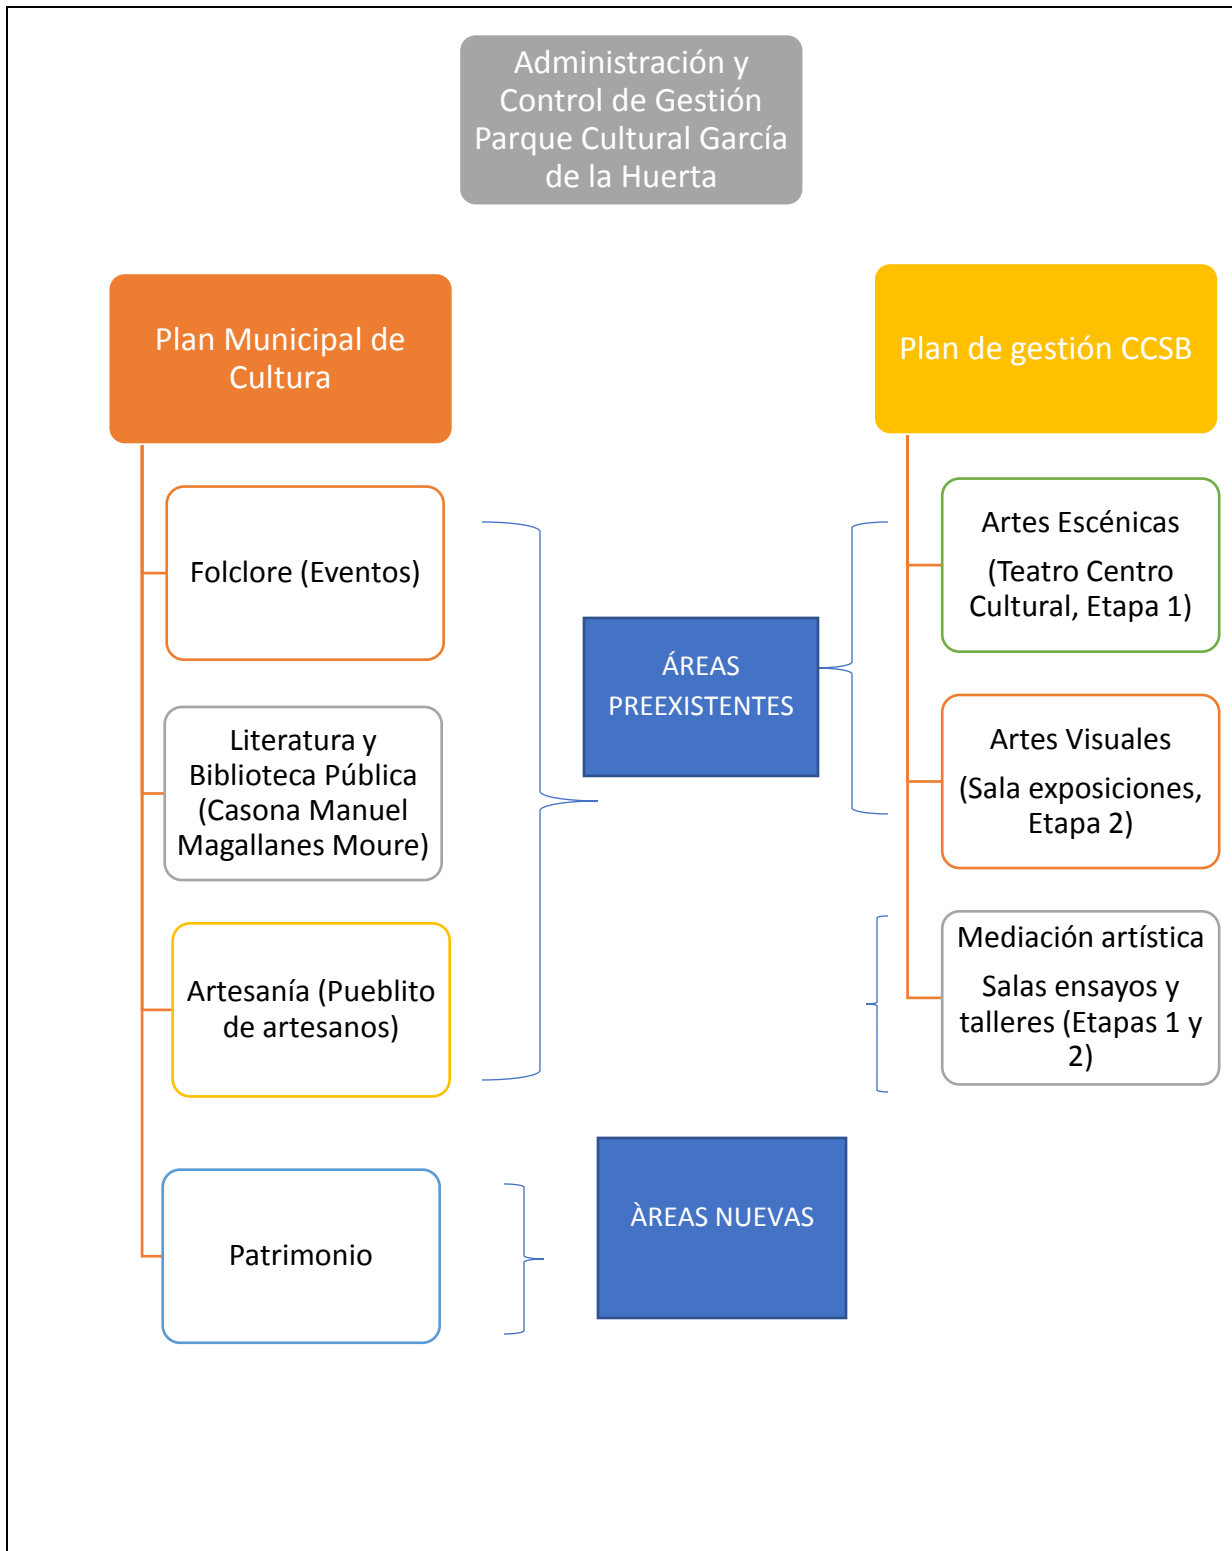 Administración y
Control de Gestión
Parque Cultural García
de la Huerta
Plan Municipal de
Cultura
Plan de gestión CCSB
Folclore (Eventos)
Literatura y
Biblioteca Pública
(Casona Manuel
Magallanes Moure)
Artesanía (Pueblito
de artesanos)
Patrimonio
ÁREAS
PREEXISTENTES
ÀREAS NUEVAS
Artes Escénicas
(Teatro Centro
Cultural, Etapa 1)
Artes Visuales
(Sala exposiciones,
Etapa 2)
Mediación artística
Salas ensayos y
talleres (Etapas 1 y
2)